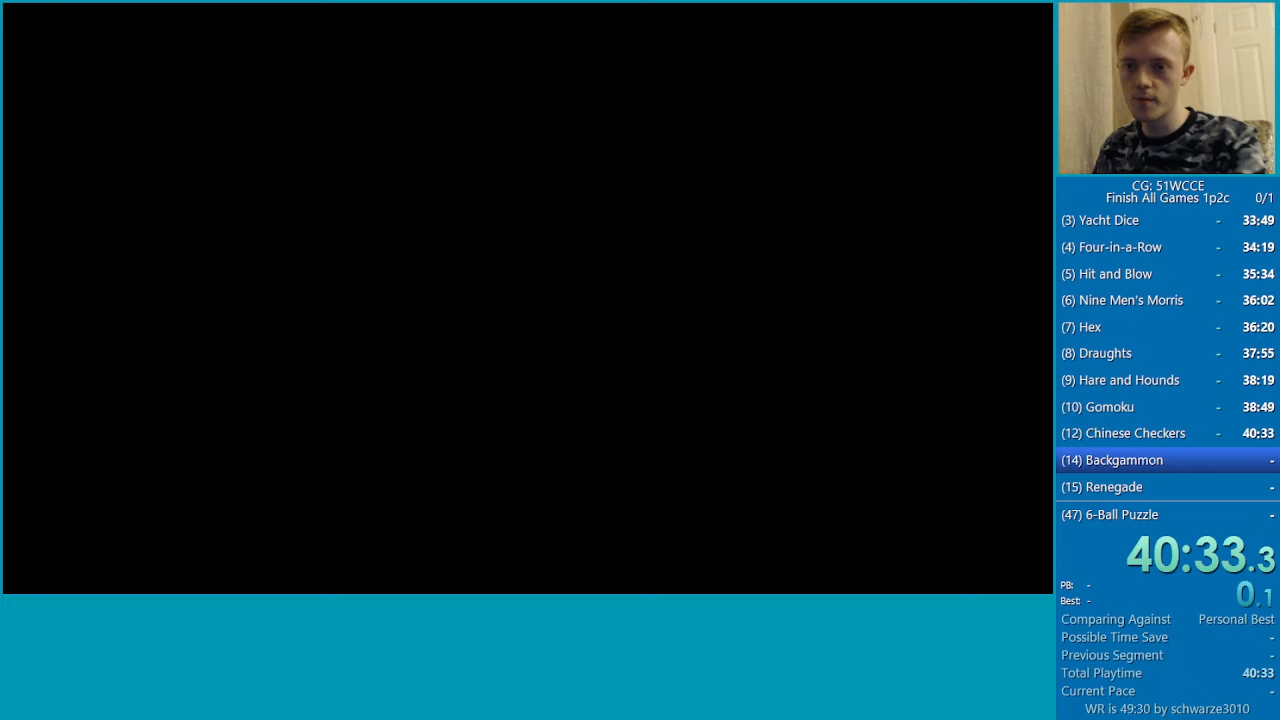 CG: 51WCCE
Finish All Games 1p2c 0/1
(3) Yacht Dice - 33:49
(4) Four-in-a-Row - 34:19
(5) Hit and Blow - 35:34
(6) Nine Men's Morris - 36:02
(7) Hex - 36:20
(8) Draughts - 37:55
(9) Hare and Hounds - 38:19
(10) Gomoku - 38:49
(12) Chinese Checkers - 40:33
(14) Backgammon -
(15) Renegade -
(47) 6-Ball Puzzle -
40:33.3
PB: - 0.1
Best: -
Comparing Against Personal Best
Possible Time Save -
Previous Segment -
Total Playtime 40:33
Current Pace -
WR is 49:30 by schwarze3010